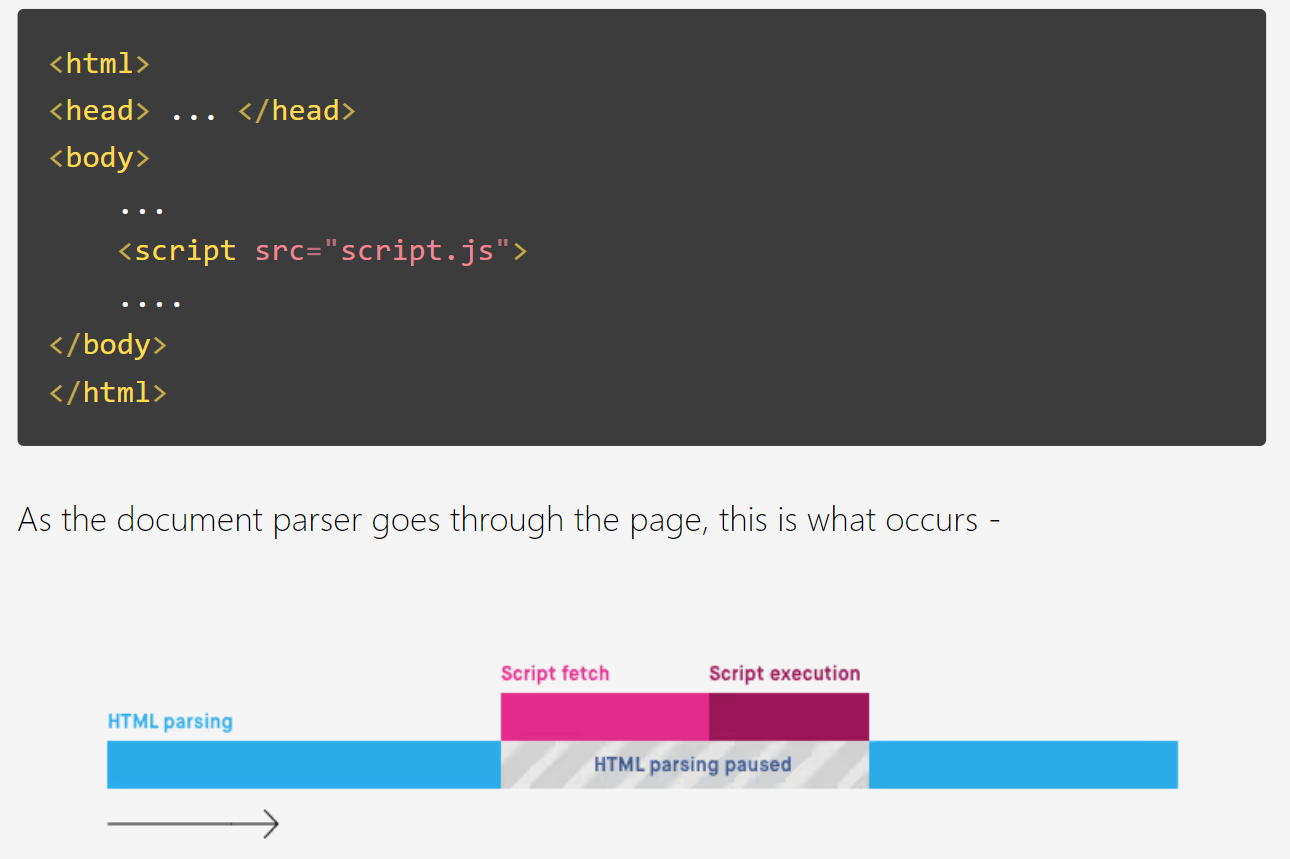 <html>
<head> ... </head>
<body>
...
<script src="script.js">
....
</body>
</html>
As the document parser goes through the page, this is what occurs -
Script fetch
Script execution
HTML parsing
HTML parsing paused